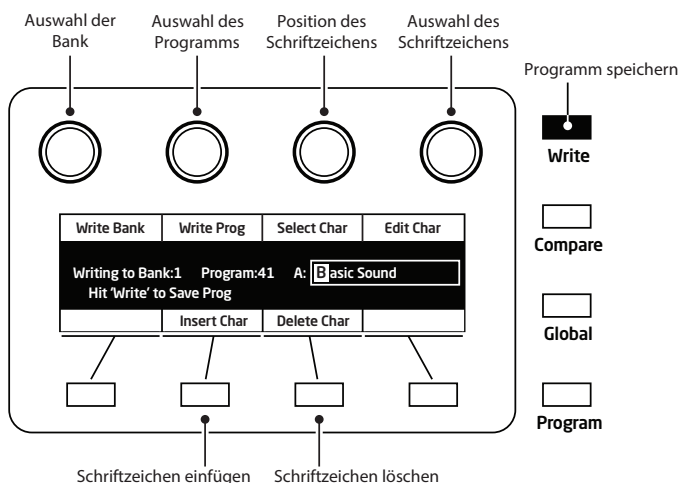 Auswahl der
Bank
Auswahl des
Programms
Position des
Schriftzeichens
Auswahl des
Schriftzeichens
Programm speichern
Write
Write Bank
Write Prog
Select Char
Edit Char
Compare
Writing to Bank:1 Program:41 A: Basic Sound
Hit 'Write' to Save Prog
Insert Char
Delete Char
Global
Program
Schriftzeichen einfügen
Schriftzeichen löschen